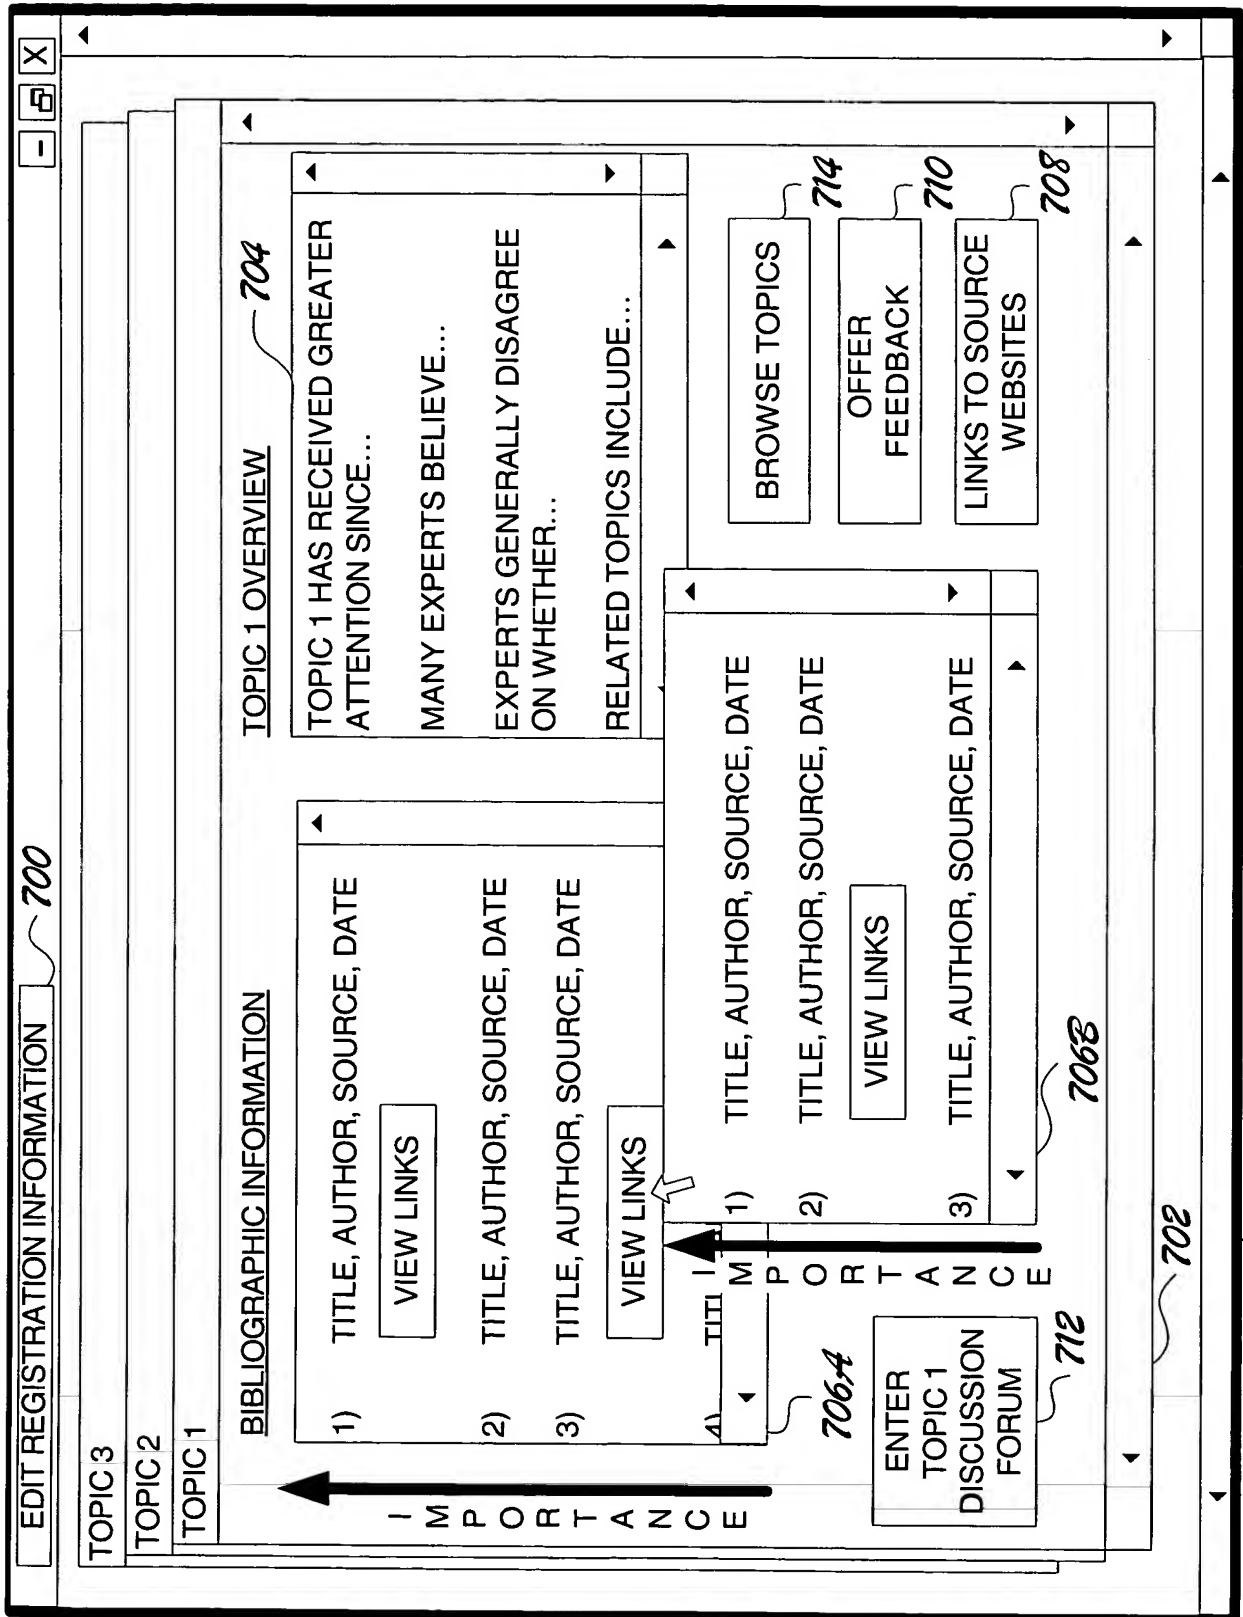 EDIT REGISTRATION INFORMATION
700
TOPIC 3
TOPIC 2
TOPIC 1
BIBLIOGRAPHIC INFORMATION
1) TITLE, AUTHOR, SOURCE, DATE
VIEW LINKS
2) TITLE, AUTHOR, SOURCE, DATE
3) TITLE, AUTHOR, SOURCE, DATE
VIEW LINKS
4) TITL
IMPORTANCE
706A
TOPIC 1 OVERVIEW
704
TOPIC 1 HAS RECEIVED GREATER
ATTENTION SINCE...
MANY EXPERTS BELIEVE...
EXPERTS GENERALLY DISAGREE
ON WHETHER...
RELATED TOPICS INCLUDE...
IMPORTANCE
1) TITLE, AUTHOR, SOURCE, DATE
2) TITLE, AUTHOR, SOURCE, DATE
VIEW LINKS
3) TITLE, AUTHOR, SOURCE, DATE
706B
BROWSE TOPICS
714
OFFER
FEEDBACK
710
LINKS TO SOURCE
WEBSITES
708
ENTER
TOPIC 1
DISCUSSION
FORUM
712
702
X